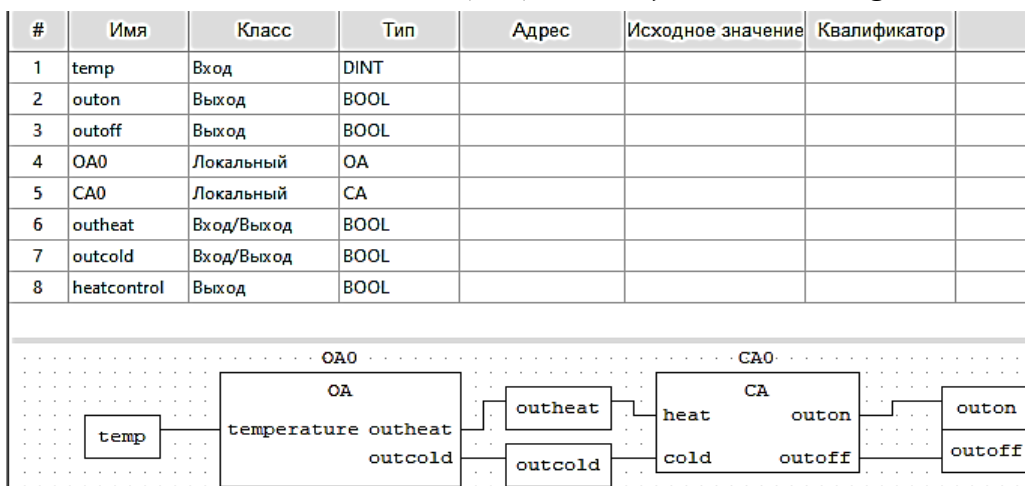 # Имя Класс Тип Адрес Исходное значение Квалификатор
1 temp Вход DINT
2 outon Выход BOOL
3 outoff Выход BOOL
4 OA0 Локальный OA
5 CA0 Локальный CA
6 outheat Вход/Выход BOOL
7 outcold Вход/Выход BOOL
8 heatcontrol Выход BOOL
OA0 CA0
OA CA
outheat heat outon outon
temp temperature outheat
outcold outcold cold outoff outoff